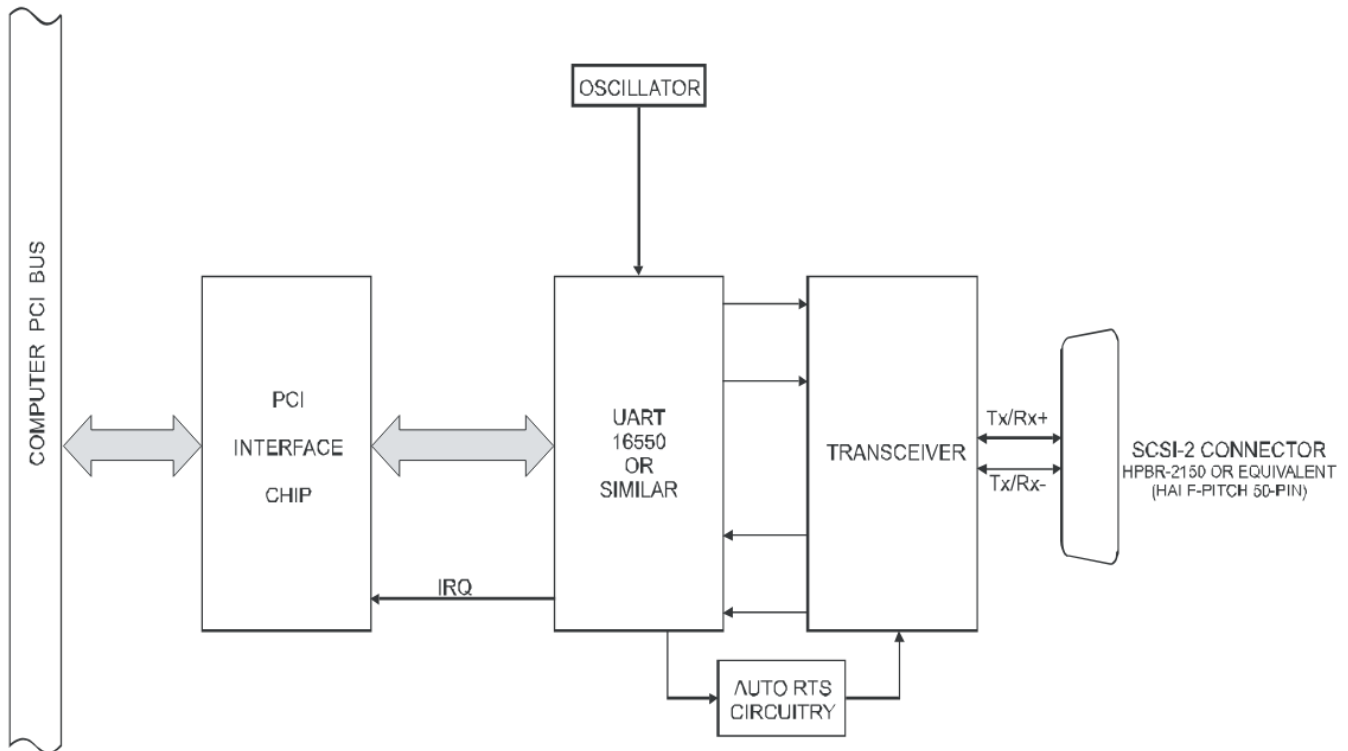 OSCILLATOR
COMPUTER PCI BUS
PCI
INTERFACE
CHIP
UART
16550
OR
SIMILAR
TRANSCEIVER
Tx/Rx+
Tx/Rx-
SCSI-2 CONNECTOR
HPBR-2150 OR EQUIVALENT
(HAI F-PITCH 50-PIN)
IRQ
AUTO RTS
CIRCUITRY